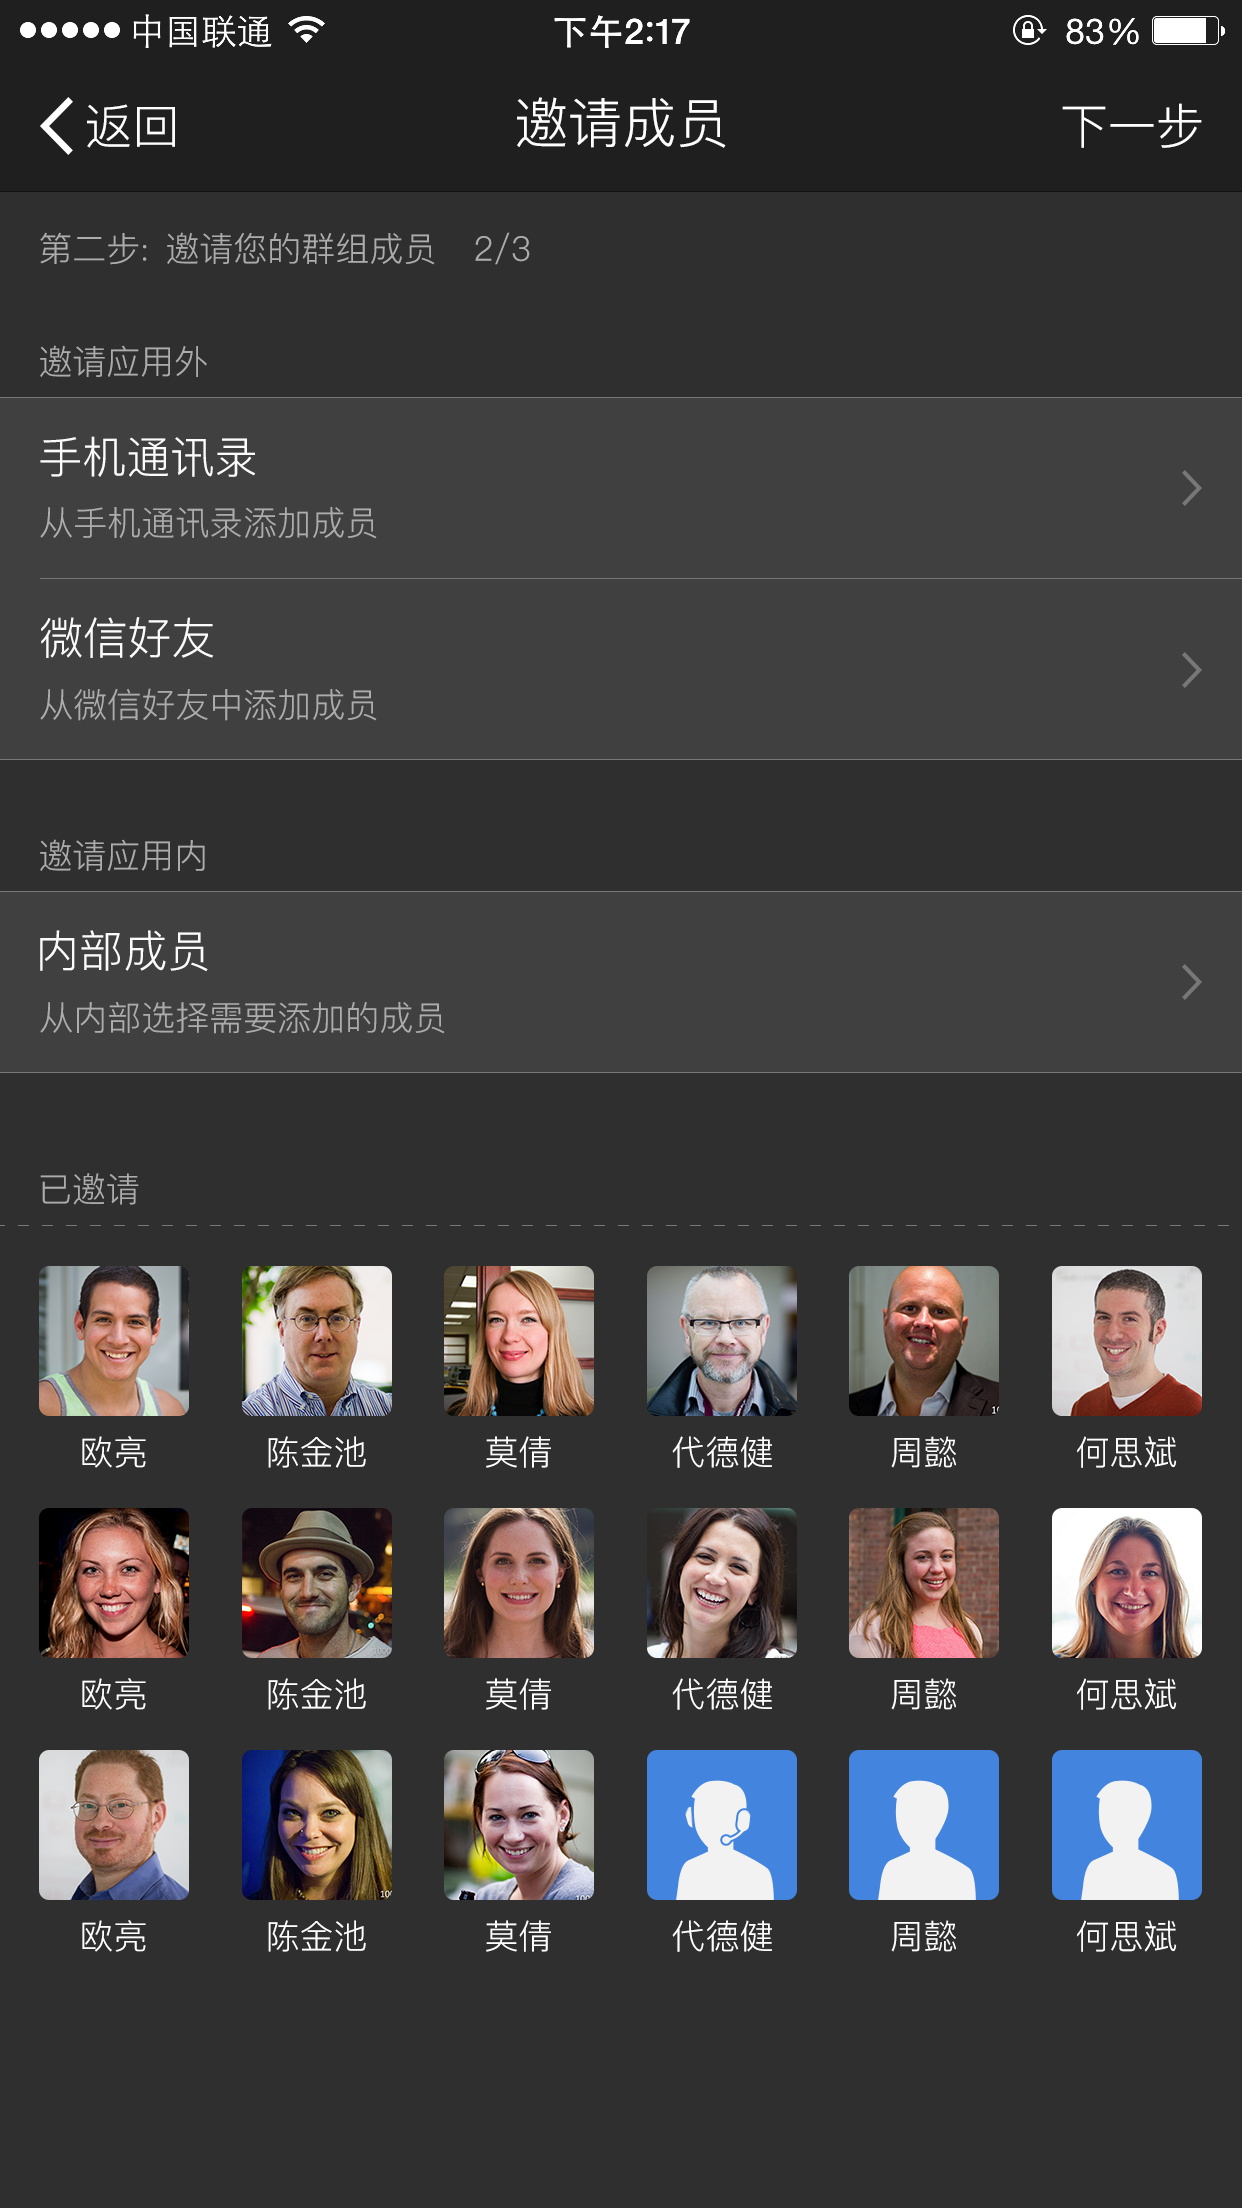 中国联通 下午2:17 83%
返回 邀请成员 下一步
第二步: 邀请您的群组成员 2/3
邀请应用外
手机通讯录
从手机通讯录添加成员
微信好友
从微信好友中添加成员
邀请应用内
内部成员
从内部选择需要添加的成员
已邀请
欧亮 陈金池 莫倩 代德健 周懿 何思斌
欧亮 陈金池 莫倩 代德健 周懿 何思斌
欧亮 陈金池 莫倩 代德健 周懿 何思斌